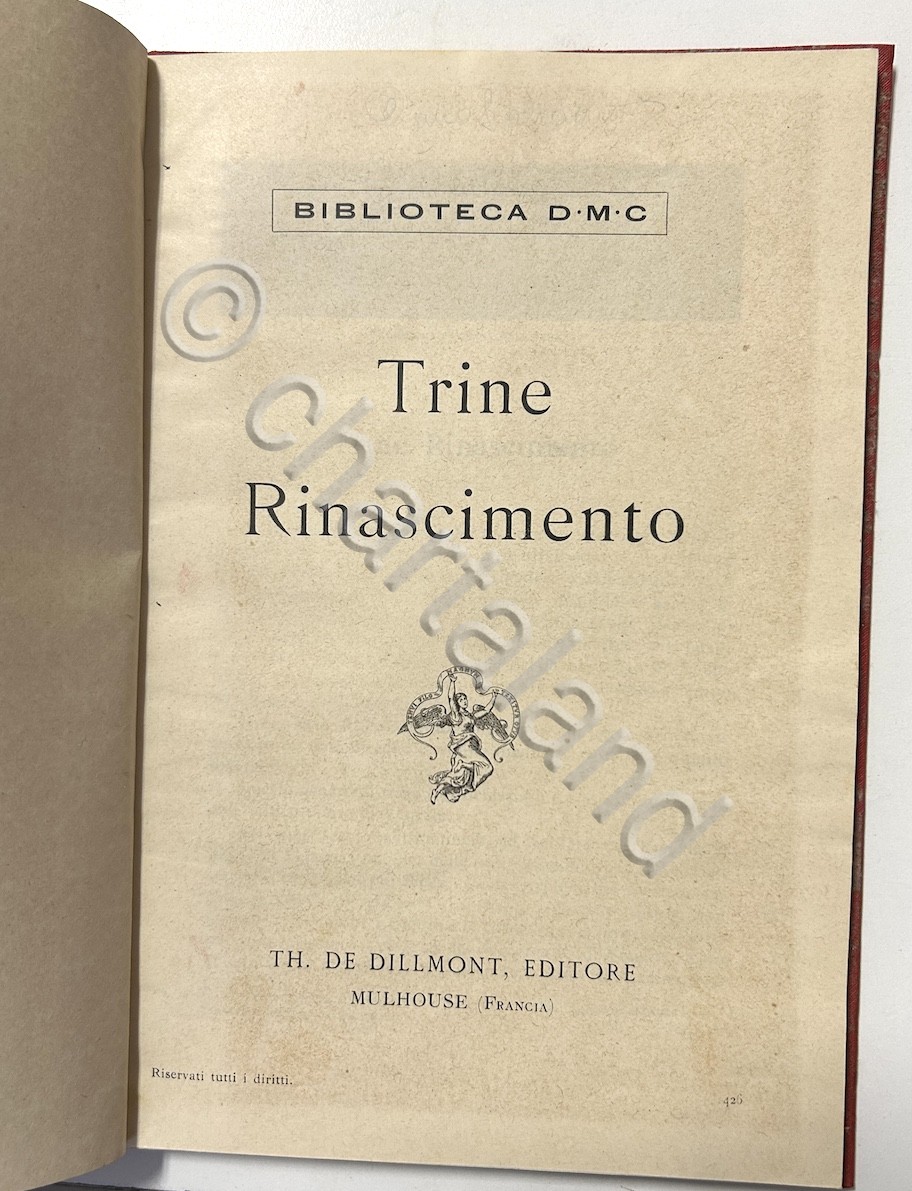 BIBLIOTECA D·M·C
Trine
Rinascimento
TH. DE DILLMONT, EDITORE
MULHOUSE (FRANCIA)
Riservati tutti i diritti.
© chartaland